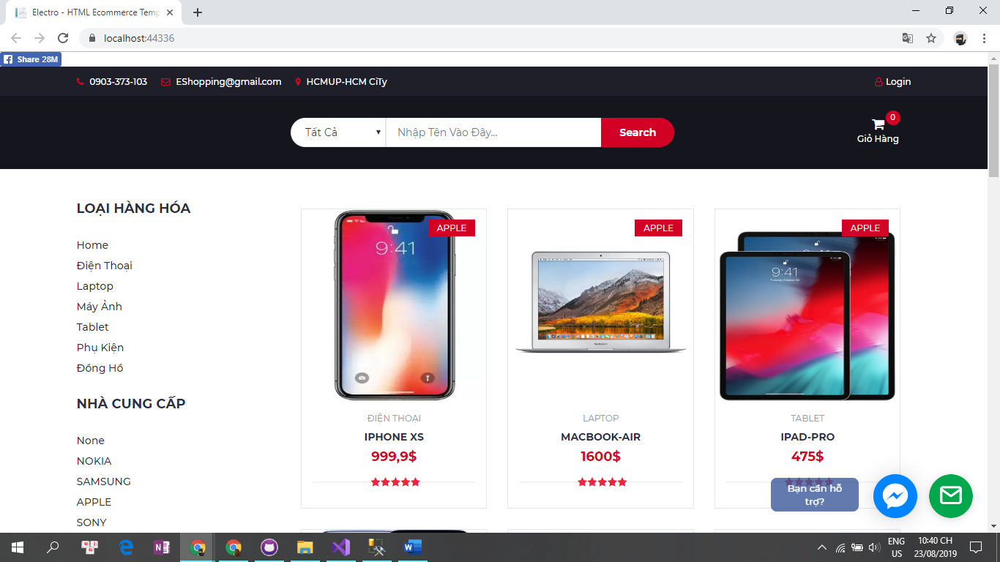 Electro - HTML Ecommerce Temp
localhost:44336
Share 28M
0903-373-103 EShopping@gmail.com HCMUP-HCM CiTy Login
Tất Cả Nhập Tên Vào Đây... Search
0
Giỏ Hàng
LOẠI HÀNG HÓA
Home
Điện Thoại
Laptop
Máy Ảnh
Tablet
Phụ Kiện
Đồng Hồ
NHÀ CUNG CẤP
None
NOKIA
SAMSUNG
APPLE
SONY
APPLE
9:41
ĐIỆN THOẠI
IPHONE XS
999,9$
APPLE
LAPTOP
MACBOOK-AIR
1600$
APPLE
9:41
TABLET
IPAD-PRO
475$
Bạn cần hỗ
trợ?
ENG
US
10:40 CH
23/08/2019